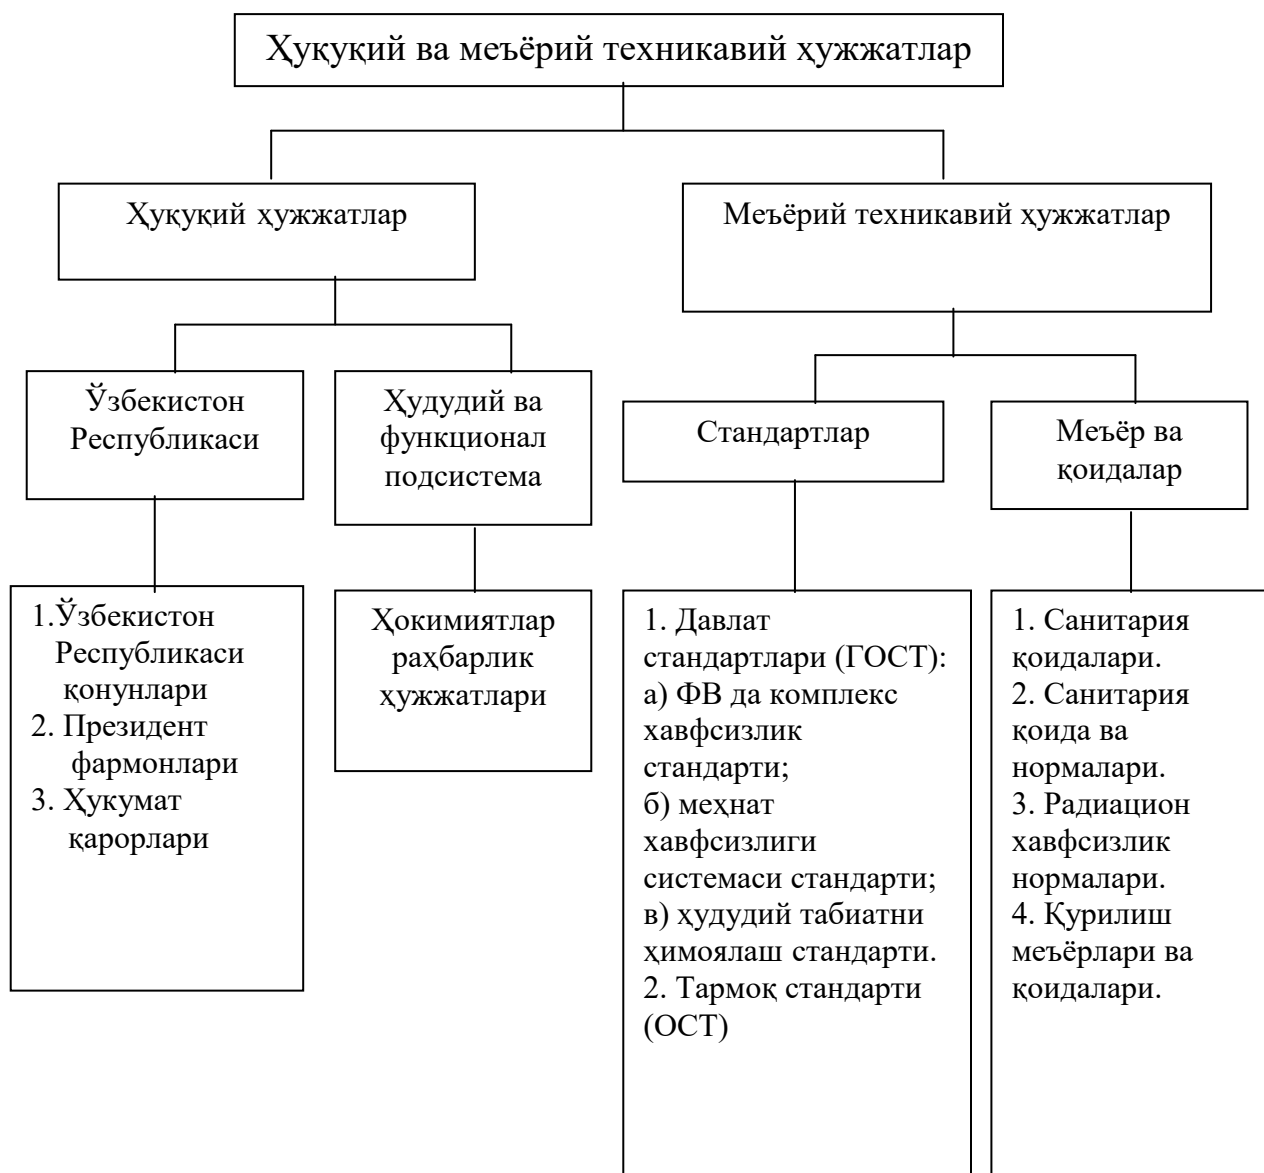 Ҳуқуқий ва меъёрий техникавий ҳужжатлар
Ҳуқуқий ҳужжатлар
Меъёрий техникавий ҳужжатлар
Ўзбекистон
Республикаси
Ҳудудий ва
функционал
подсистема
Стандартлар
Меъёр ва
қоидалар
1.Ўзбекистон
Республикаси
қонунлари
2. Президент
фармонлари
3. Ҳукумат
қарорлари
Ҳокимиятлар
раҳбарлик
ҳужжатлари
1. Давлат
стандартлари (ГОСТ):
а) ФВ да комплекс
хавфсизлик
стандарти;
б) меҳнат
хавфсизлиги
системаси стандарти;
в) ҳудудий табиатни
ҳимоялаш стандарти.
2. Тармоқ стандарти
(ОСТ)
1. Санитария
қоидалари.
2. Санитария
қоида ва
нормалари.
3. Радиацион
хавфсизлик
нормалари.
4. Қурилиш
меъёрлари ва
қоидалари.